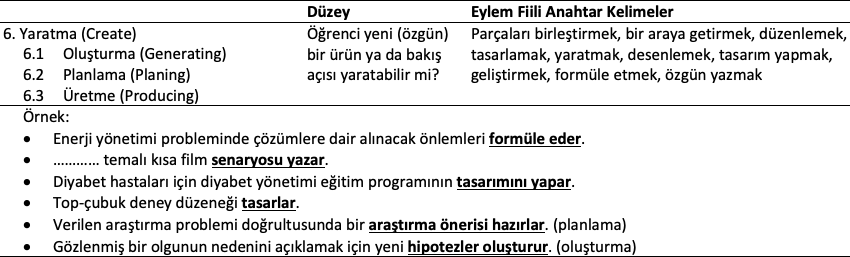 Düzey Eylem Fiili Anahtar Kelimeler
6. Yaratma (Create) Öğrenci yeni (özgün) Parçaları birleştirmek, bir araya getirmek, düzenlemek,
6.1 Oluşturma (Generating) bir ürün ya da bakış tasarlamak, yaratmak, desenlemek, tasarım yapmak,
6.2 Planlama (Planing) açısı yaratabilir mi? geliştirmek, formüle etmek, özgün yazmak
6.3 Üretme (Producing)
Örnek:
• Enerji yönetimi probleminde çözümlere dair alınacak önlemleri formüle eder.
• ………… temalı kısa film senaryosu yazar.
• Diyabet hastaları için diyabet yönetimi eğitim programının tasarımını yapar.
• Top-çubuk deney düzeneği tasarlar.
• Verilen araştırma problemi doğrultusunda bir araştırma önerisi hazırlar. (planlama)
• Gözlenmiş bir olgunun nedenini açıklamak için yeni hipotezler oluşturur. (oluşturma)